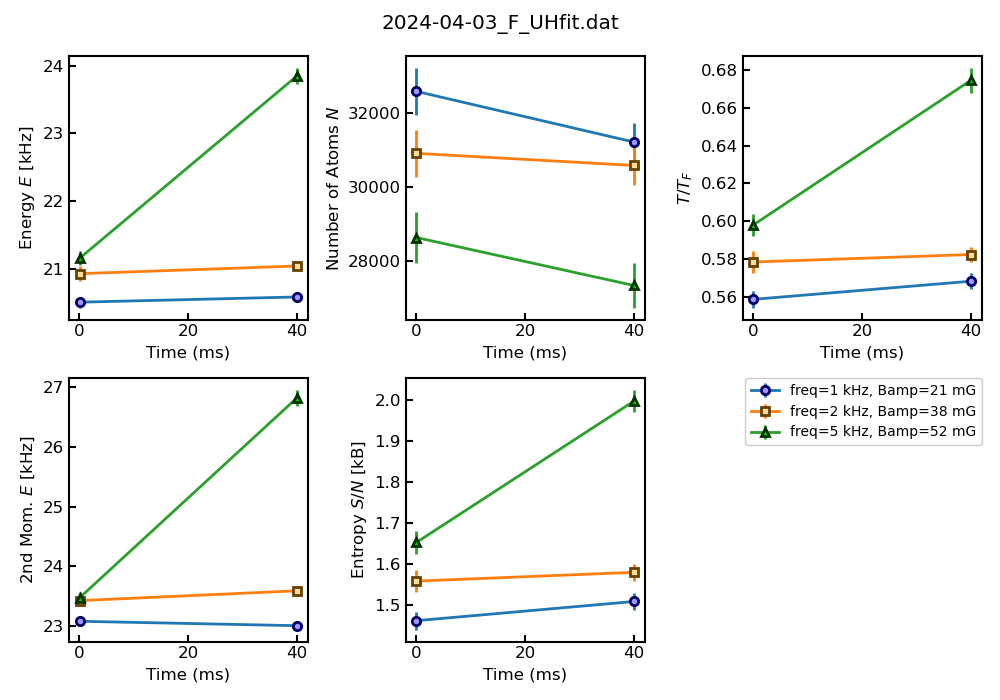 2024-04-03_F_UHfit.dat
Energy E [kHz]
24
23
22
21
0 20 40
Time (ms)
Number of Atoms N
32000
30000
28000
0 20 40
Time (ms)
T/T_F
0.68
0.66
0.64
0.62
0.60
0.58
0.56
0 20 40
Time (ms)
2nd Mom. E [kHz]
27
26
25
24
23
0 20 40
Time (ms)
Entropy S/N [kB]
2.0
1.9
1.8
1.7
1.6
1.5
0 20 40
Time (ms)
freq=1 kHz, Bamp=21 mG
freq=2 kHz, Bamp=38 mG
freq=5 kHz, Bamp=52 mG